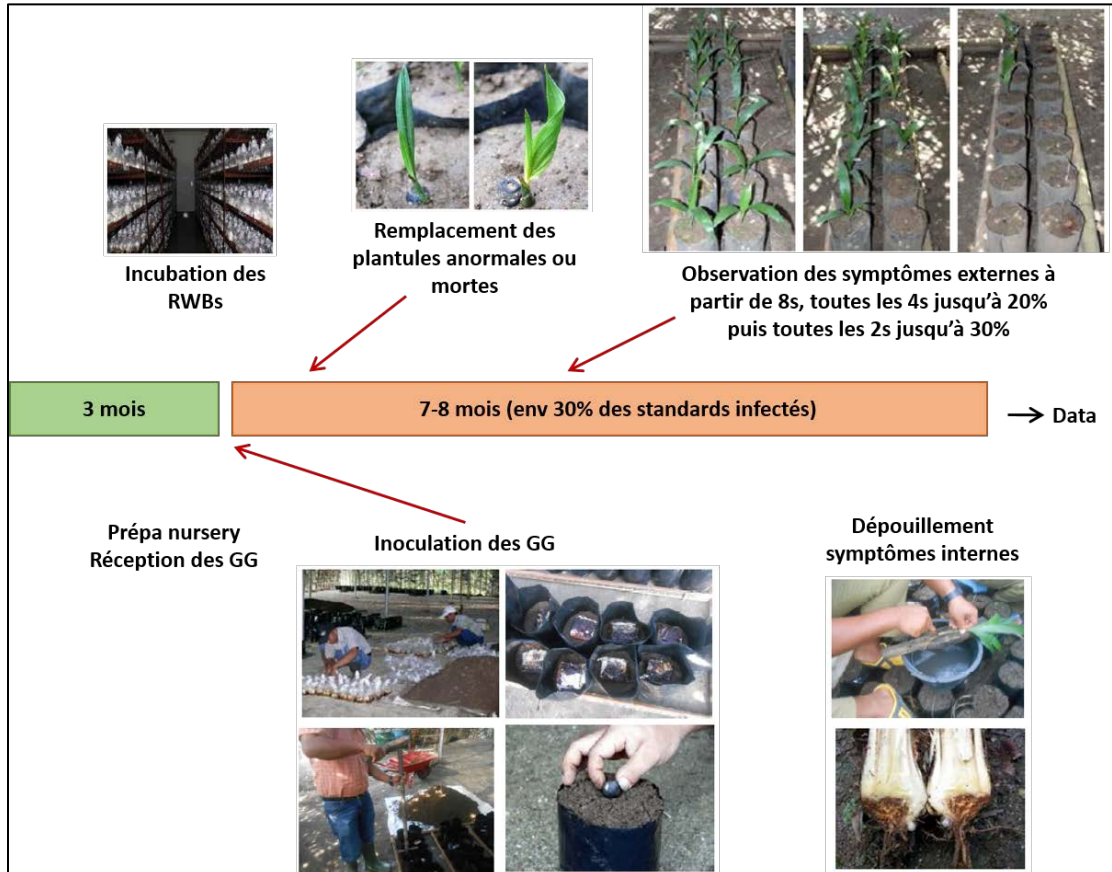 Incubation des
RWBs
Remplacement des
plantules anormales ou
mortes
Observation des symptômes externes à
partir de 8s, toutes les 4s jusqu'à 20%
puis toutes les 2s jusqu'à 30%
3 mois
7-8 mois (env 30% des standards infectés)
Data
Prépa nursery
Réception des GG
Inoculation des GG
Dépouillement
symptômes internes